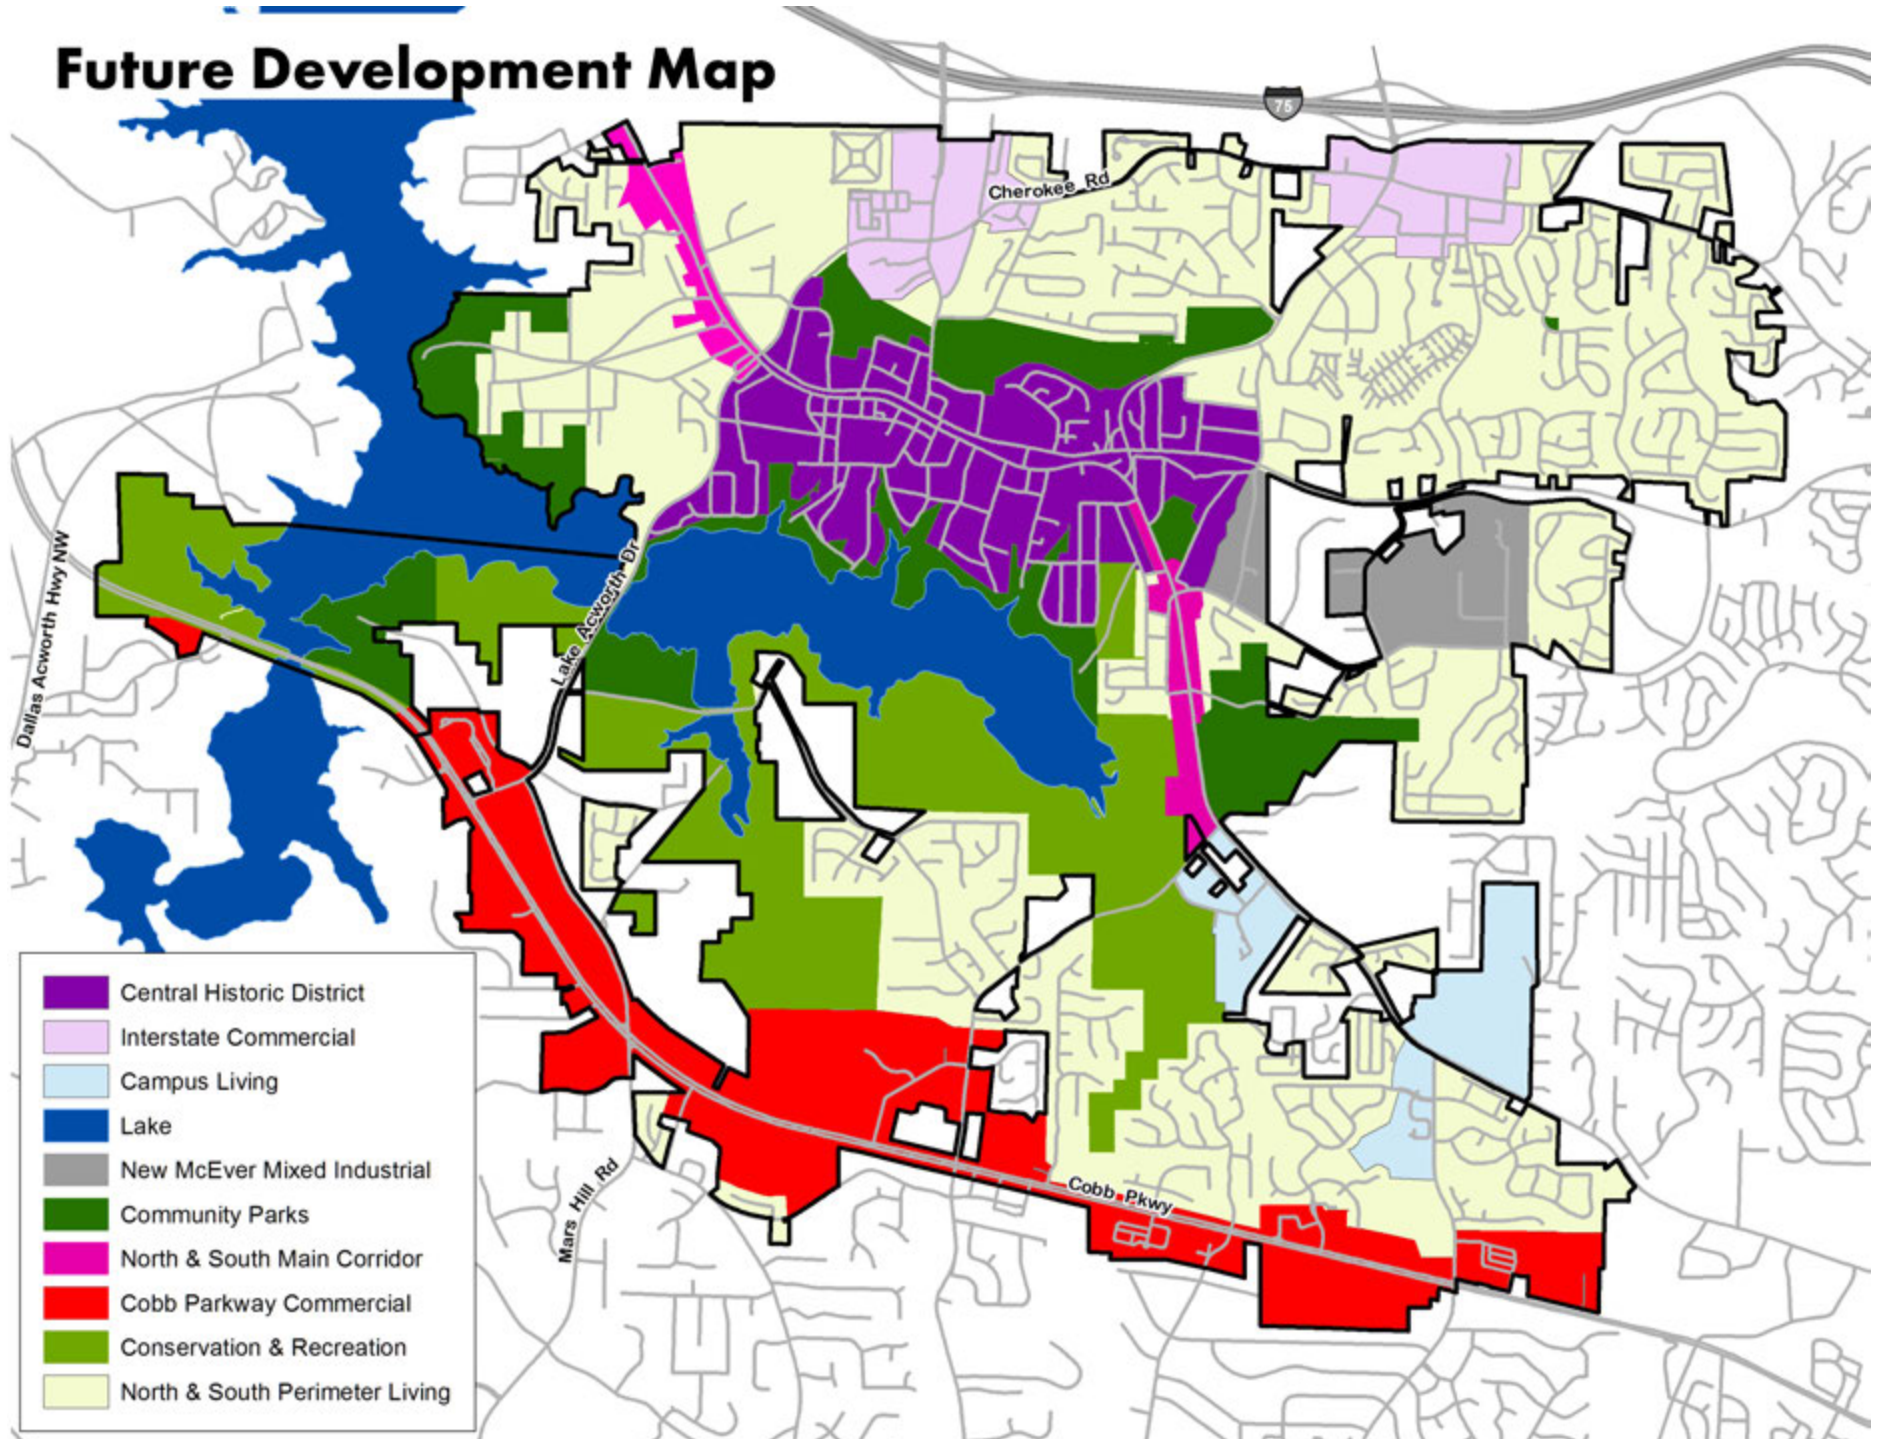 Future Development Map
75
Cherokee Rd
Dallas Acworth Hwy NW
Lake Acworth Dr
Mars Hill Rd
Cobb Pkwy
Central Historic District
Interstate Commercial
Campus Living
Lake
New McEver Mixed Industrial
Community Parks
North & South Main Corridor
Cobb Parkway Commercial
Conservation & Recreation
North & South Perimeter Living